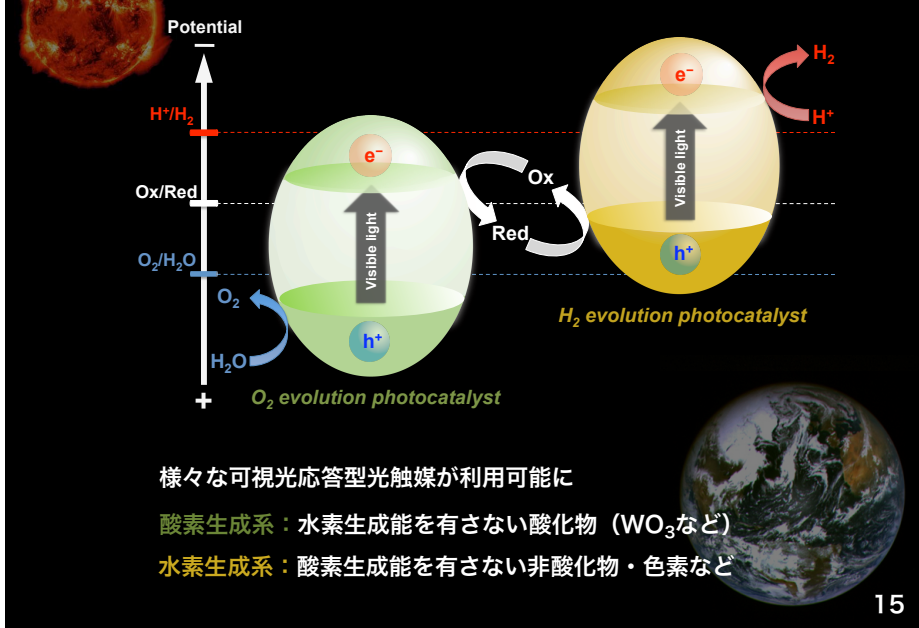 Potential
−
H⁺/H₂
Ox/Red
O₂/H₂O
O₂
H₂O
+
e⁻
Visible light
h⁺
O₂ evolution photocatalyst
Ox
Red
e⁻
Visible light
h⁺
H₂
H⁺
H₂ evolution photocatalyst
様々な可視光応答型光触媒が利用可能に
酸素生成系：水素生成能を有さない酸化物（WO₃など）
水素生成系：酸素生成能を有さない非酸化物・色素など
15